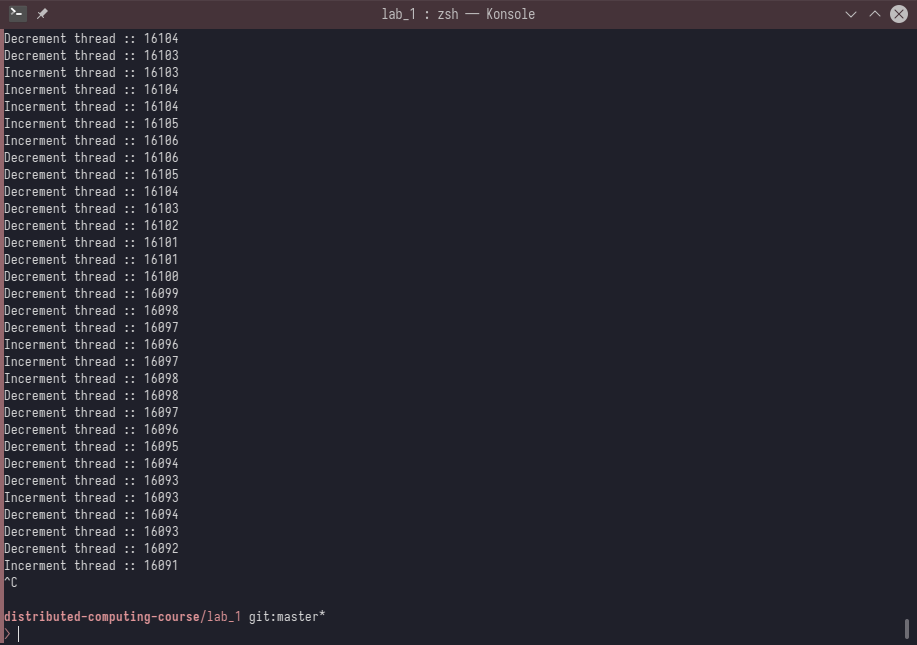 lab_1 : zsh — Konsole
Decrement thread :: 16104
Decrement thread :: 16103
Incerment thread :: 16103
Incerment thread :: 16104
Incerment thread :: 16104
Incerment thread :: 16105
Incerment thread :: 16106
Decrement thread :: 16106
Decrement thread :: 16105
Decrement thread :: 16104
Decrement thread :: 16103
Decrement thread :: 16102
Decrement thread :: 16101
Decrement thread :: 16101
Decrement thread :: 16100
Decrement thread :: 16099
Decrement thread :: 16098
Decrement thread :: 16097
Incerment thread :: 16096
Incerment thread :: 16097
Incerment thread :: 16098
Decrement thread :: 16098
Decrement thread :: 16097
Decrement thread :: 16096
Decrement thread :: 16095
Decrement thread :: 16094
Decrement thread :: 16093
Incerment thread :: 16093
Decrement thread :: 16094
Decrement thread :: 16093
Decrement thread :: 16092
Incerment thread :: 16091
^C
distributed-computing-course/lab_1 git:master*
❯